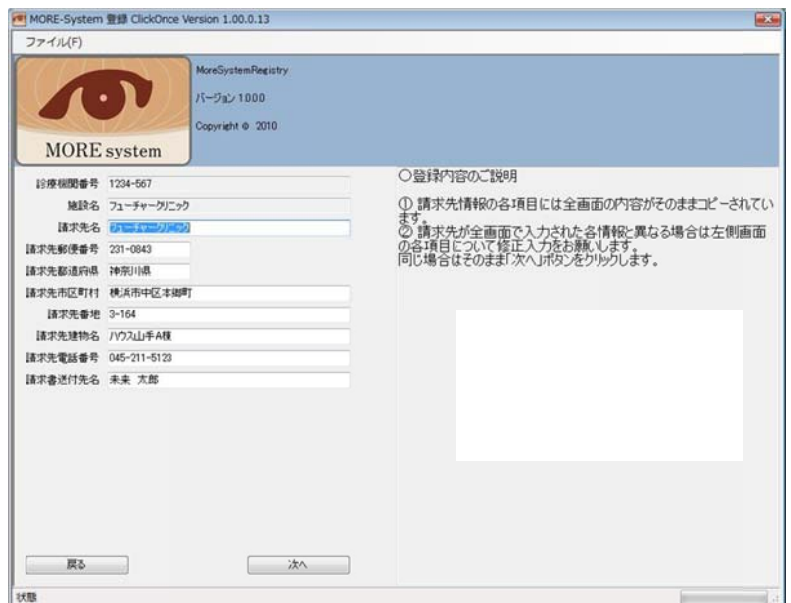 MORE-System 登録 ClickOnce Version 1.00.0.13
ファイル(F)
MoreSystemRegistry
バージョン 1.0.0.0
Copyright © 2010
MORE system
診療機関番号 1234-567
施設名 フューチャークリニック
請求先名 フューチャークリニック
請求先郵便番号 231-0843
請求先都道府県 神奈川県
請求先市区町村 横浜市中区本郷町
請求先番地 3-164
請求先建物名 ハウス山手A棟
請求先電話番号 045-211-5123
請求書送付先名 未来 太郎
○登録内容のご説明
① 請求先情報の各項目には全画面の内容がそのままコピーされてい
ます。
② 請求先が全画面で入力された各情報と異なる場合は左側画面
の各項目について修正入力をお願いします。
同じ場合はそのまま「次へ」ボタンをクリックします。
戻る
次へ
状態